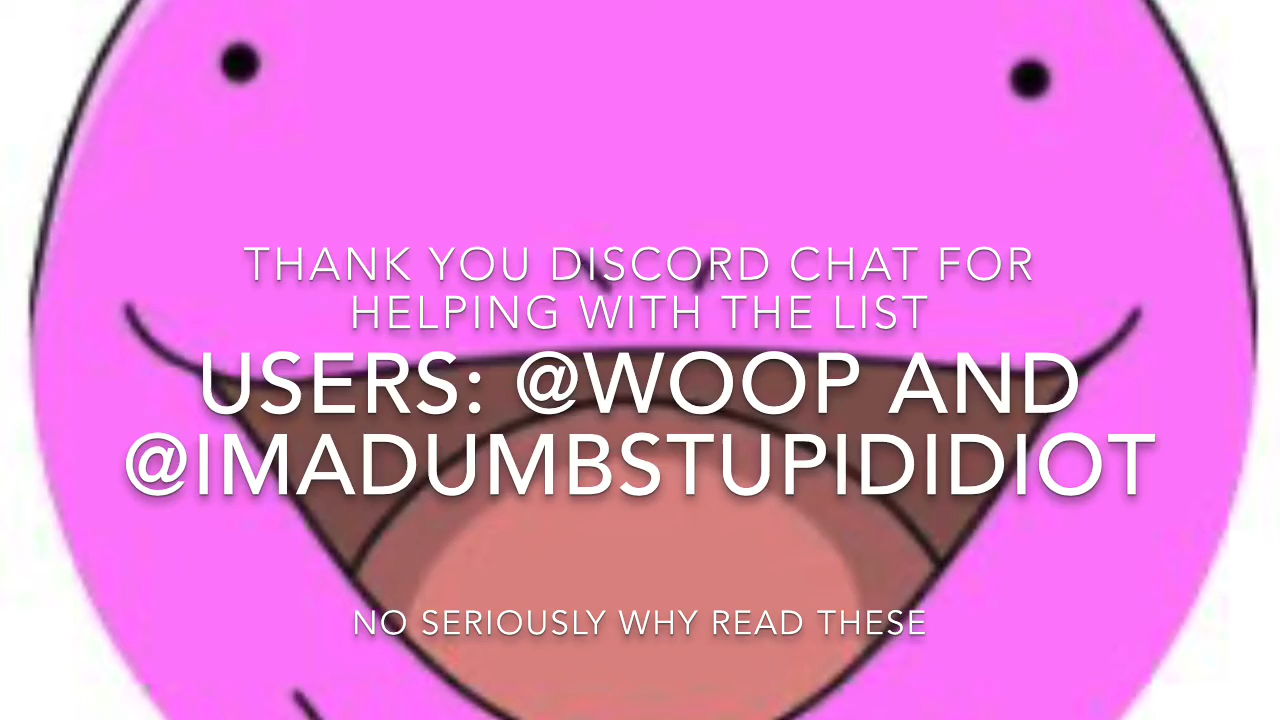 THANK YOU DISCORD CHAT FOR
HELPING WITH THE LIST
USERS: @WOOP AND
@IMADUMBSTUPIDIDIOT
NO SERIOUSLY WHY READ THESE